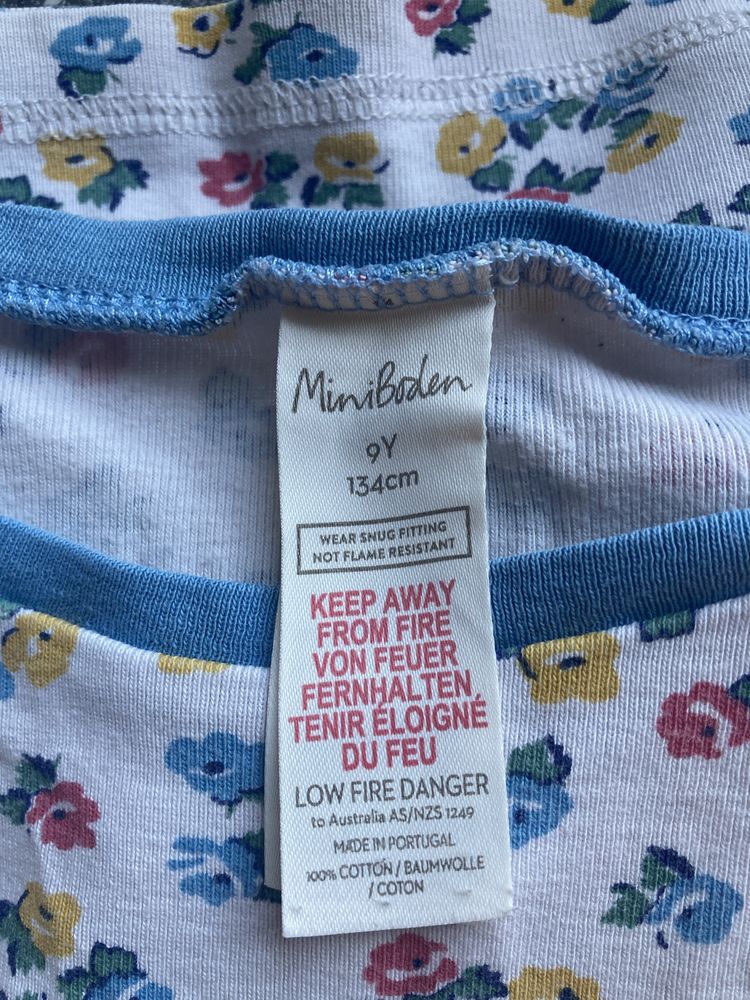 MiniBoden
9Y
134cm
WEAR SNUG FITTING
NOT FLAME RESISTANT
KEEP AWAY
FROM FIRE
VON FEUER
FERNHALTEN
TENIR ÉLOIGNÉ
DU FEU
LOW FIRE DANGER
to Australia AS/NZS 1249
MADE IN PORTUGAL
100% COTTON / BAUMWOLLE
/ COTON